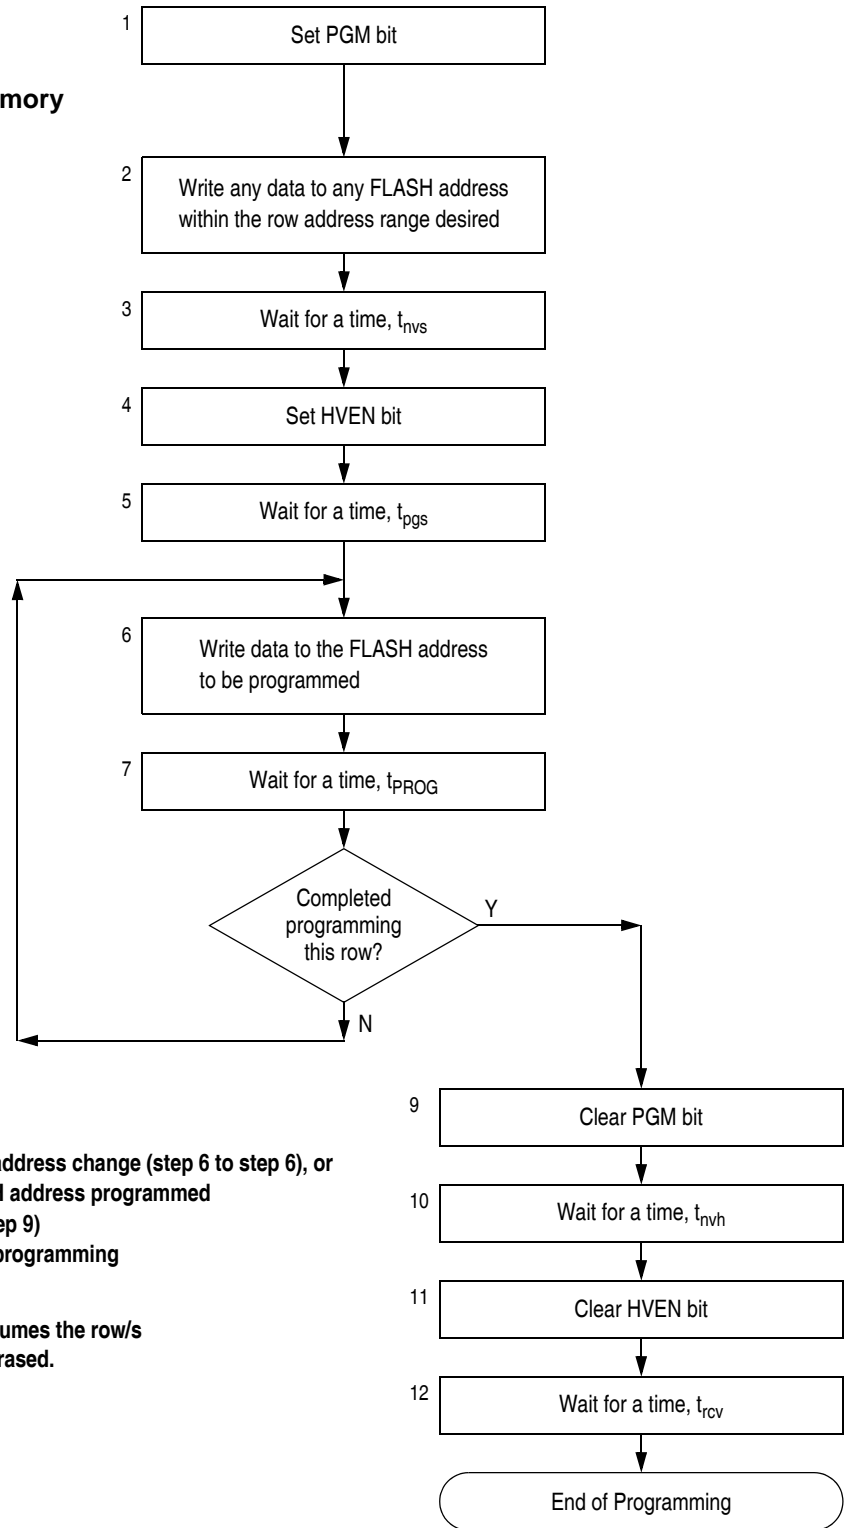 1
Set PGM bit
mory
2
Write any data to any FLASH address
within the row address range desired
3
Wait for a time, tnvs
4
Set HVEN bit
5
Wait for a time, tpgs
6
Write data to the FLASH address
to be programmed
7
Wait for a time, tPROG
Completed
programming
this row?
Y
N
9
Clear PGM bit
address change (step 6 to step 6), or
address programmed
ep 9)
programming
10
Wait for a time, tnvh
11
Clear HVEN bit
umes the row/s
rased.
12
Wait for a time, trcv
End of Programming